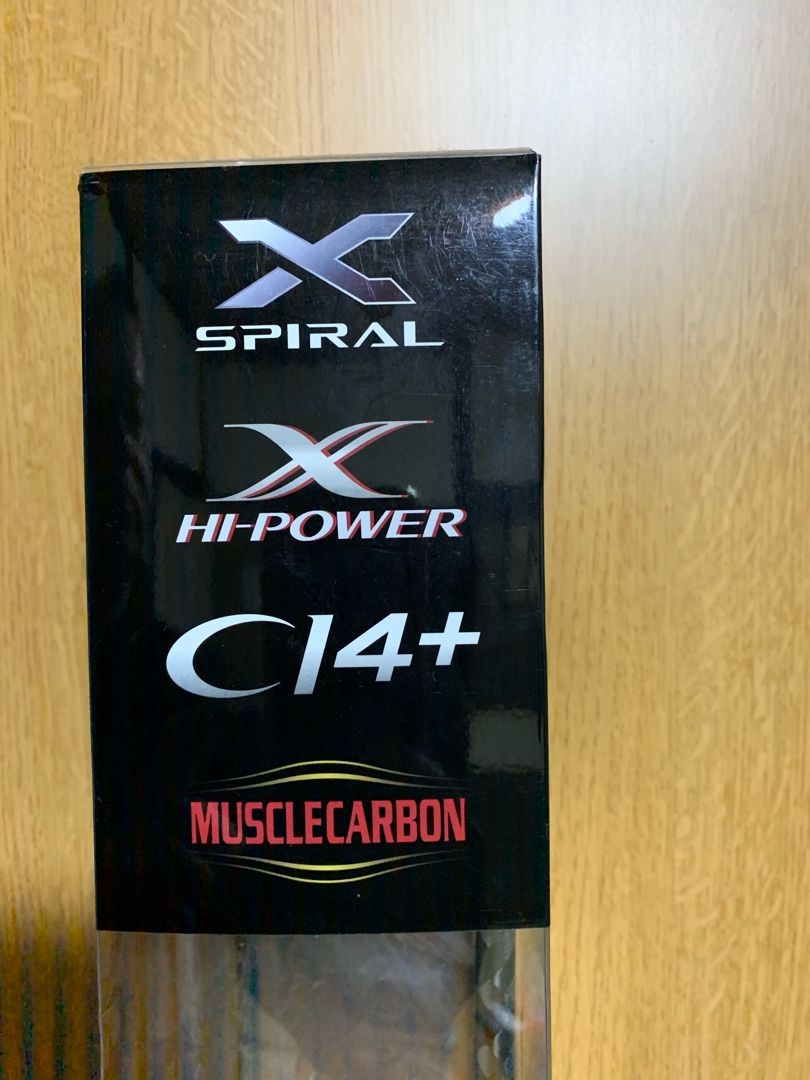 X
SPIRAL
X
HI-POWER
CI4+
MUSCLECARBON